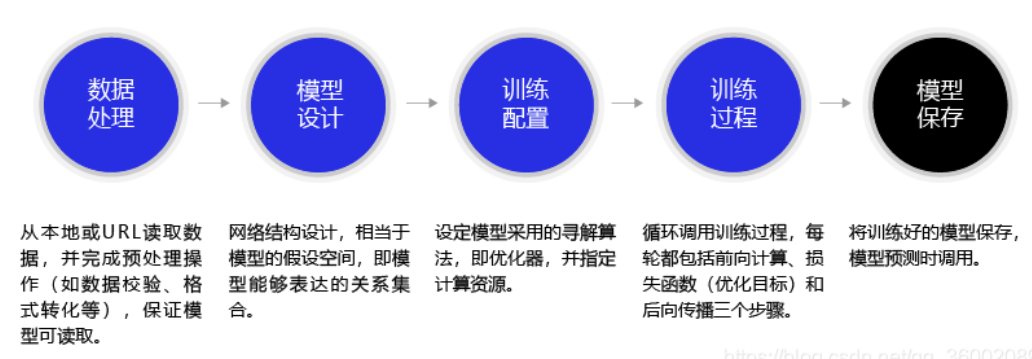 数据
处理
模型
设计
训练
配置
训练
过程
模型
保存
从本地或URL读取数
据，并完成预处理操
作（如数据校验、格
式转化等），保证模
型可读取。
网络结构设计，相当于
模型的假设空间，即模
型能够表达的关系集
合。
设定模型采用的寻解算
法，即优化器，并指定
计算资源。
循环调用训练过程，每
轮都包括前向计算、损
失函数（优化目标）和
后向传播三个步骤。
将训练好的模型保存，
模型预测时调用。